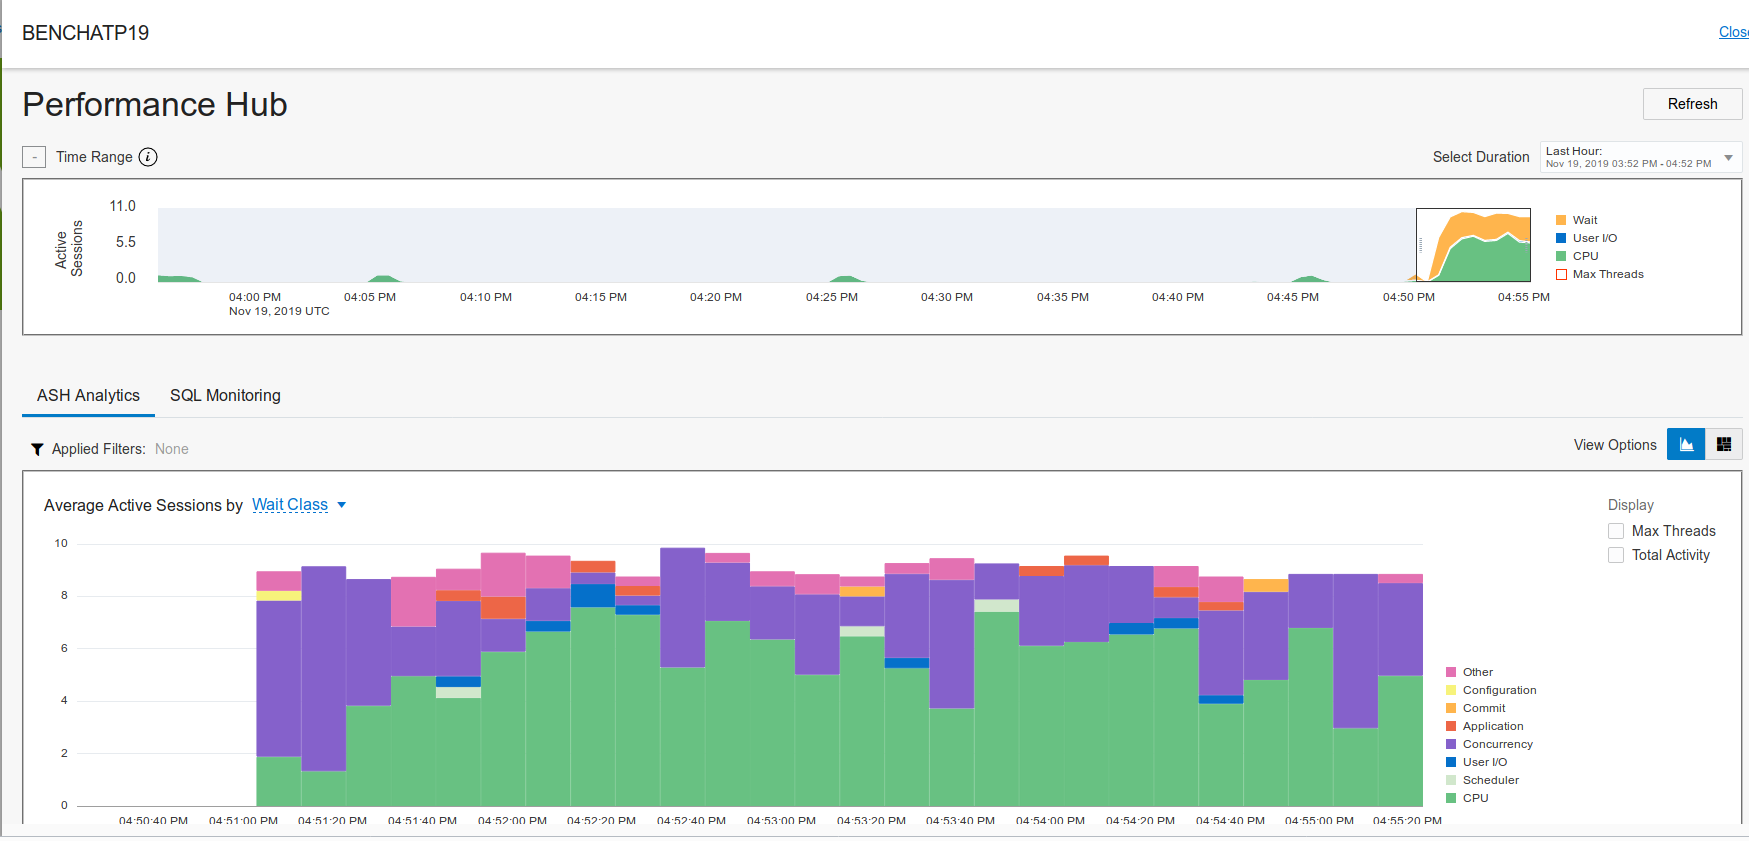 BENCHATP19
Close
Performance Hub
Refresh
- Time Range i
Select Duration
Last Hour:
Nov 19, 2019 03:52 PM - 04:52 PM
Active
Sessions
11.0
5.5
0.0
04:00 PM 04:05 PM 04:10 PM 04:15 PM 04:20 PM 04:25 PM 04:30 PM 04:35 PM 04:40 PM 04:45 PM 04:50 PM 04:55 PM
Nov 19, 2019 UTC
Wait
User I/O
CPU
Max Threads
ASH Analytics SQL Monitoring
Applied Filters: None
View Options
Average Active Sessions by Wait Class
Display
Max Threads
Total Activity
10
8
6
4
2
0
04:50:40 PM 04:51:00 PM 04:51:20 PM 04:51:40 PM 04:52:00 PM 04:52:20 PM 04:52:40 PM 04:53:00 PM 04:53:20 PM 04:53:40 PM 04:54:00 PM 04:54:20 PM 04:54:40 PM 04:55:00 PM 04:55:20 PM
Other
Configuration
Commit
Application
Concurrency
User I/O
Scheduler
CPU